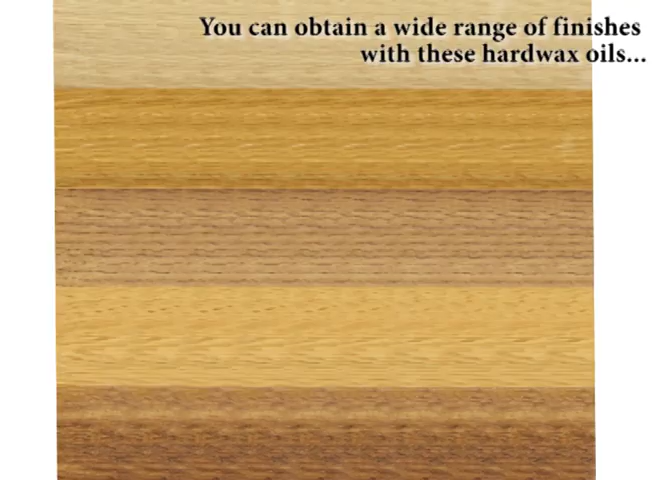 You can obtain a wide range of finishes
with these hardwax oils...